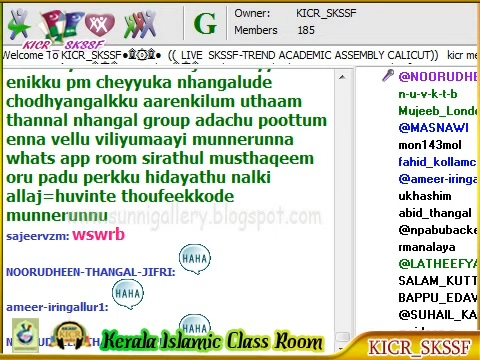 Owner: KICR_SKSSF
G
Members 185
KICR SKSSF
Welcome To KICR_SKSSF (( LIVE SKSSF-TREND ACADEMIC ASSEMBLY CALICUT)) kicr me
enikku pm cheyyuka nhangalude
chodhyangalkku aarenkilum uthaam
thannal nhangal group adachu poottum
enna vellu viliyumaayi munnerunna
whats app room sirathul musthaqeem
oru padu perkku hidayathu nalki
allaj=huvinte thoufeekkode
munnerunnu
sunnigallery.blogspot.com
sajeervzm: wswrb
NOORUDHEEN-THANGAL-JIFRI: HAHA
ameer-iringallur1: HAHA
HAHA
@NOORUDHE
n-u-v-k-t-b
Mujeeb_Londo
@MASNAWI
mon143mol
fahid_kollamc
@ameer-iringa
ukhashim
abid_thangal
@npabubacke
rmanalaya
@LATHEEFYA
SALAM_KUTT
BAPPU_EDAV
@SUHAIL_KA
Kerala Islamic Class Room
KICR_SKSSF